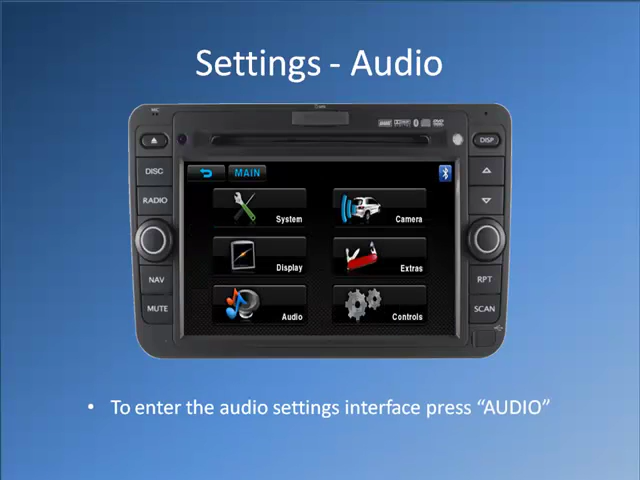 Settings - Audio
MIC
DISP
DISC
MAIN
RADIO
System
Camera
Display
Extras
NAV
RPT
MUTE
Audio
Controls
SCAN
• To enter the audio settings interface press “AUDIO”